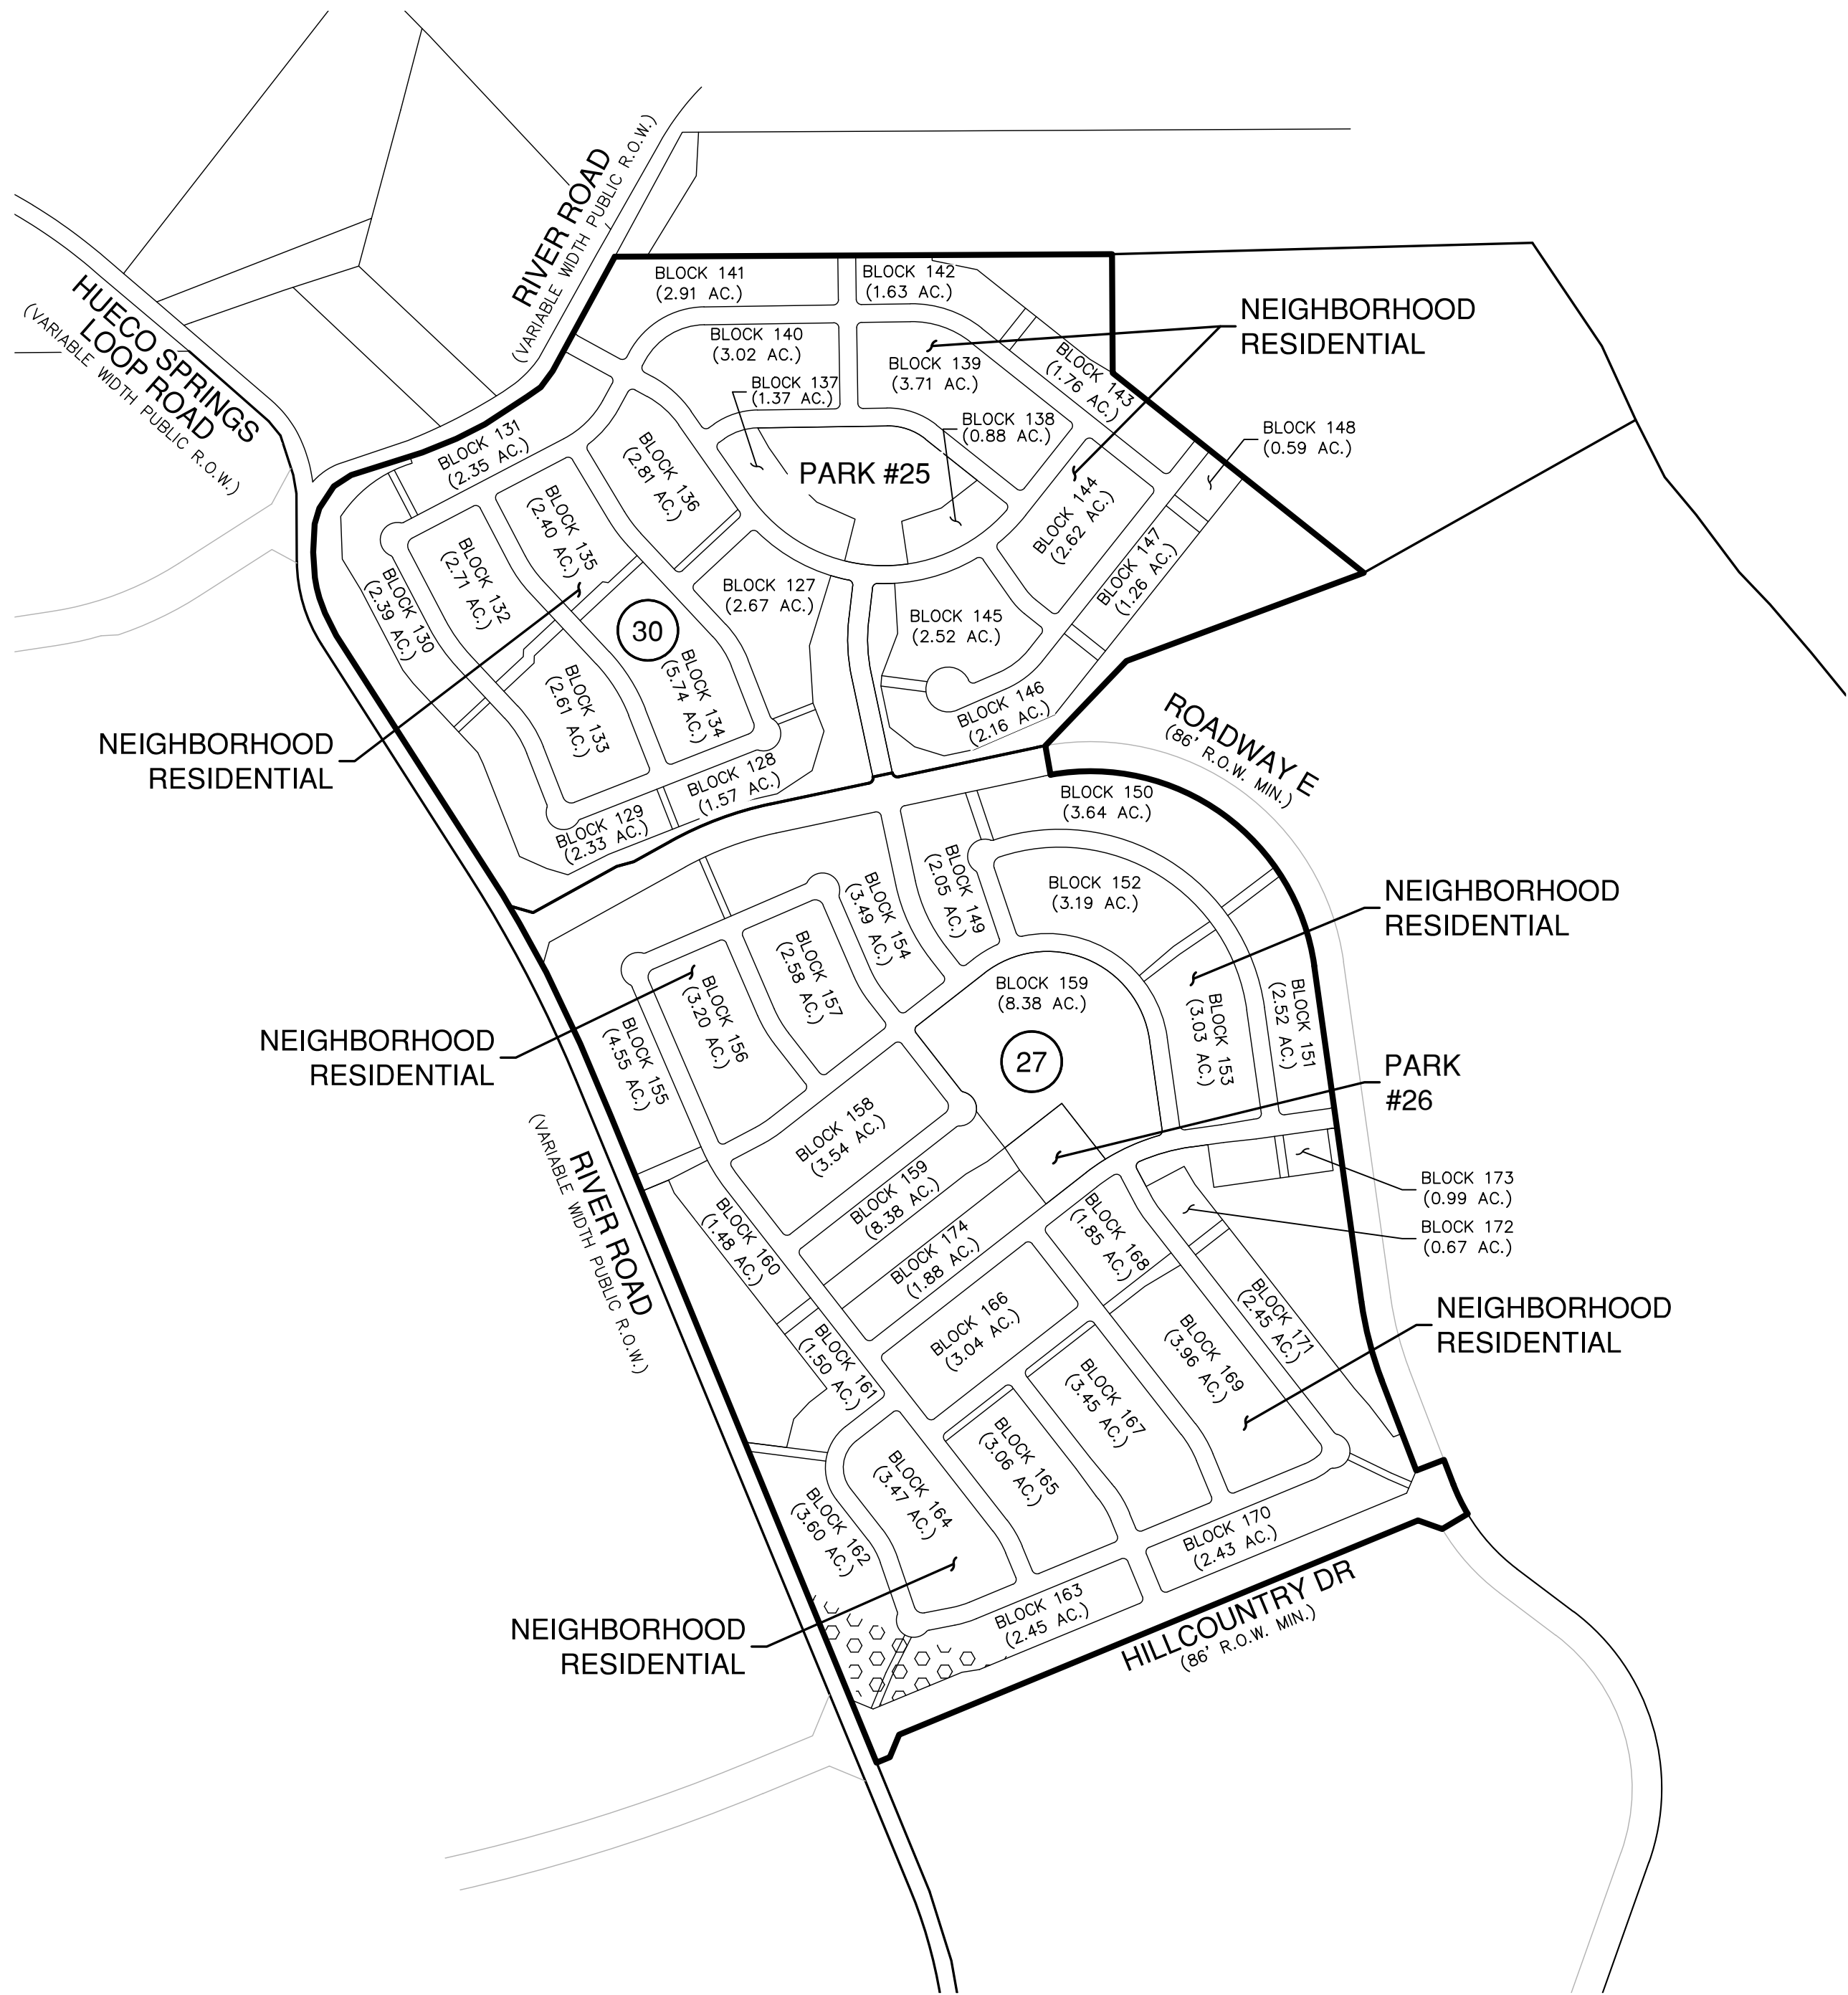 RIVER ROAD
(VARIABLE WIDTH PUBLIC R.O.W.)
HUECO SPRINGS
LOOP ROAD
(VARIABLE WIDTH PUBLIC R.O.W.)
BLOCK 141
(2.91 AC.)
BLOCK 142
(1.63 AC.)
NEIGHBORHOOD
RESIDENTIAL
BLOCK 140
(3.02 AC.)
BLOCK 139
(3.71 AC.)
BLOCK 143
(1.76 AC.)
BLOCK 137
(1.37 AC.)
BLOCK 138
(0.88 AC.)
BLOCK 148
(0.59 AC.)
BLOCK 131
(2.35 AC.)
BLOCK 136
(2.81 AC.)
PARK #25
BLOCK 135
(2.40 AC.)
BLOCK 144
(2.62 AC.)
BLOCK 132
(2.71 AC.)
BLOCK 147
(1.26 AC.)
BLOCK 130
(2.39 AC.)
BLOCK 127
(2.67 AC.)
30
BLOCK 145
(2.52 AC.)
BLOCK 134
(5.74 AC.)
BLOCK 133
(2.61 AC.)
BLOCK 146
(2.16 AC.)
NEIGHBORHOOD
RESIDENTIAL
ROADWAY E
(86' R.O.W. MIN.)
BLOCK 128
(1.57 AC.)
BLOCK 129
(2.33 AC.)
BLOCK 150
(3.64 AC.)
BLOCK 149
(2.05 AC.)
BLOCK 152
(3.19 AC.)
NEIGHBORHOOD
RESIDENTIAL
BLOCK 154
(3.49 AC.)
BLOCK 157
(2.58 AC.)
BLOCK 156
(3.20 AC.)
BLOCK 159
(8.38 AC.)
BLOCK 153
(3.03 AC.)
BLOCK 151
(2.52 AC.)
NEIGHBORHOOD
RESIDENTIAL
BLOCK 155
(4.55 AC.)
27
PARK
#26
BLOCK 158
(3.54 AC.)
RIVER ROAD
(VARIABLE WIDTH PUBLIC R.O.W.)
BLOCK 159
(8.38 AC.)
BLOCK 173
(0.99 AC.)
BLOCK 172
(0.67 AC.)
BLOCK 160
(1.48 AC.)
BLOCK 174
(1.88 AC.)
BLOCK 168
(1.85 AC.)
NEIGHBORHOOD
RESIDENTIAL
BLOCK 171
(2.45 AC.)
BLOCK 166
(3.04 AC.)
BLOCK 161
(1.50 AC.)
BLOCK 169
(3.96 AC.)
BLOCK 167
(3.45 AC.)
BLOCK 165
(3.06 AC.)
BLOCK 164
(3.47 AC.)
BLOCK 162
(3.60 AC.)
BLOCK 170
(2.43 AC.)
BLOCK 163
(2.45 AC.)
NEIGHBORHOOD
RESIDENTIAL
HILLCOUNTRY DR
(86' R.O.W. MIN.)